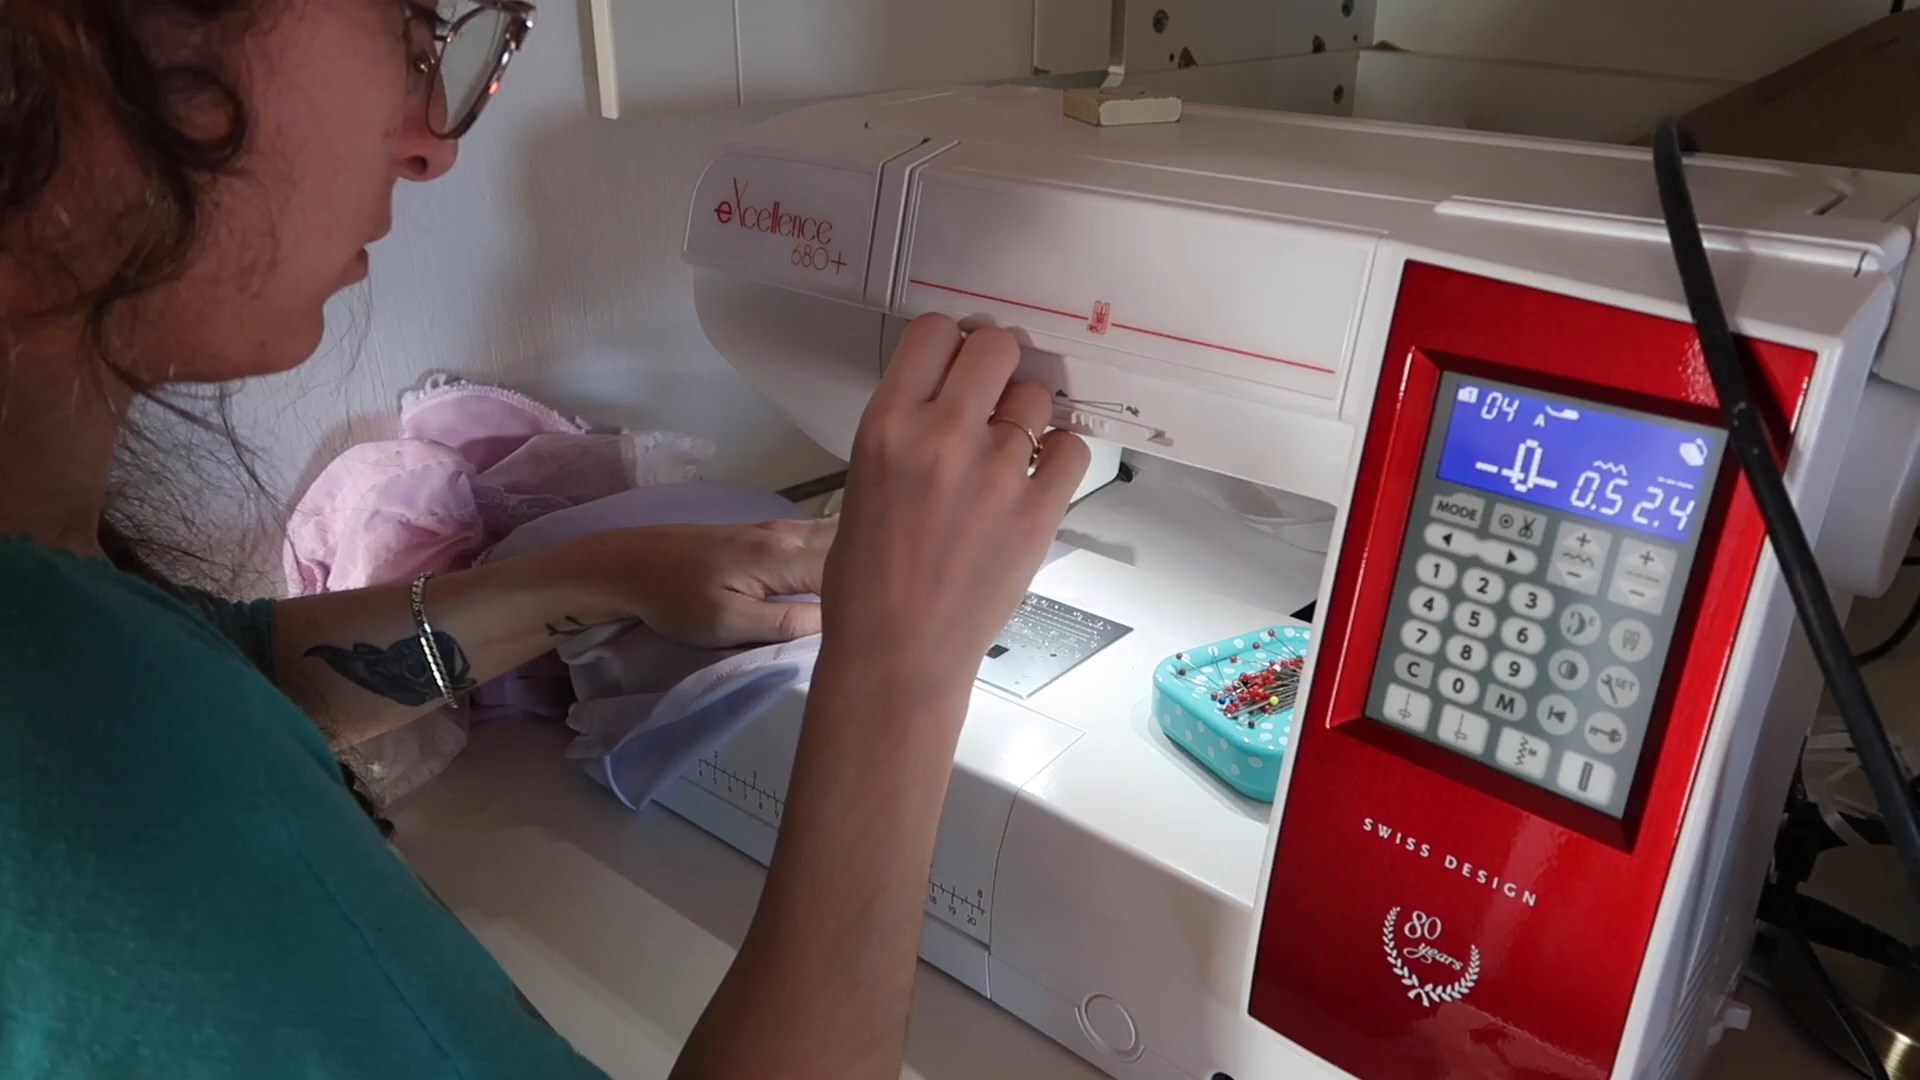 eXcellence
680+
04 A
0.5 2.4
MODE
+ +
- -
1 2 3
4 5 6
7 8 9
C 0 M
SET
SWISS DESIGN
80
years